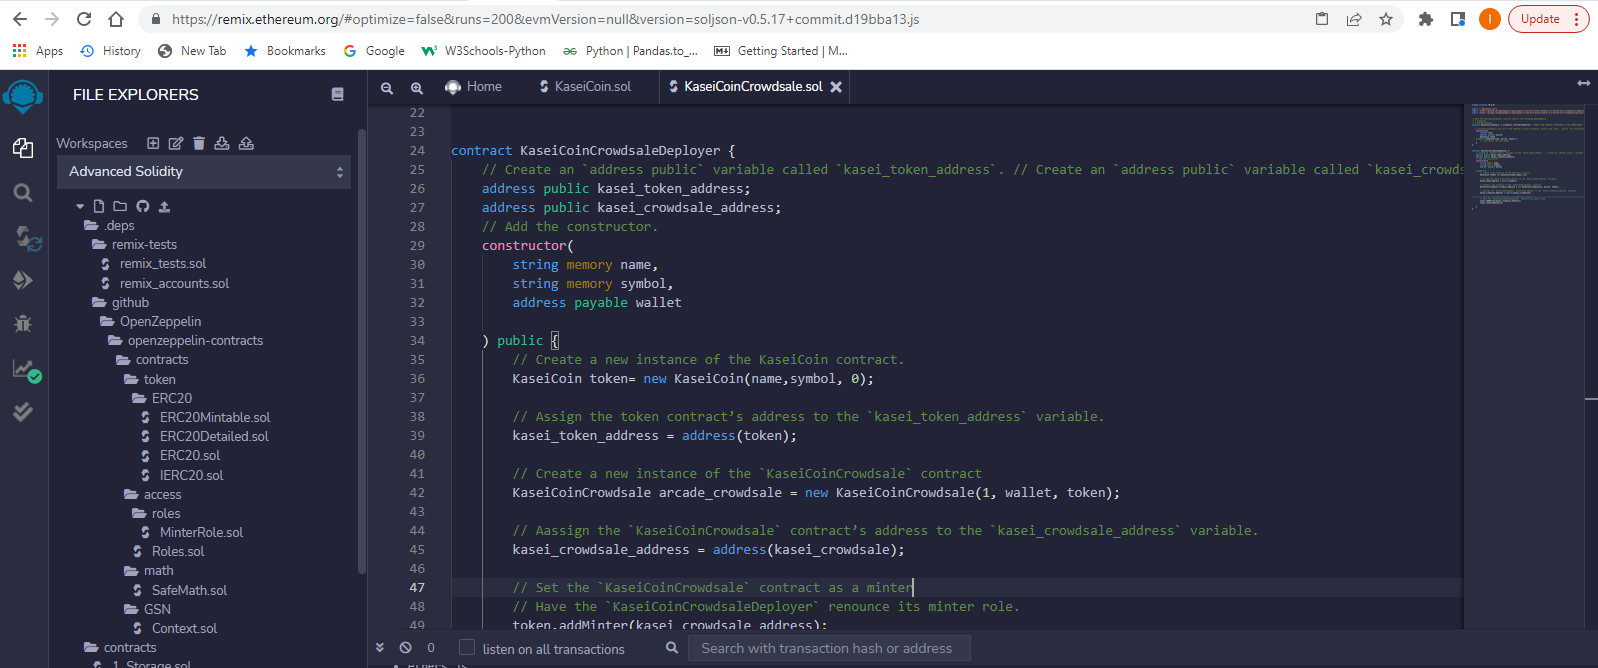 https://remix.ethereum.org/#optimize=false&runs=200&evmVersion=null&version=soljson-v0.5.17+commit.d19bba13.js
I
Update
Apps
History
New Tab
Bookmarks
Google
W3Schools-Python
Python | Pandas.to_...
Getting Started | M...
FILE EXPLORERS
Workspaces
Advanced Solidity
.deps
remix-tests
remix_tests.sol
remix_accounts.sol
github
OpenZeppelin
openzeppelin-contracts
contracts
token
ERC20
ERC20Mintable.sol
ERC20Detailed.sol
ERC20.sol
IERC20.sol
access
roles
MinterRole.sol
Roles.sol
math
SafeMath.sol
GSN
Context.sol
contracts
1_Storage.sol
Home
KaseiCoin.sol
KaseiCoinCrowdsale.sol
22
23
24 contract KaseiCoinCrowdsaleDeployer {
25 // Create an `address public` variable called `kasei_token_address`. // Create an `address public` variable called `kasei_crowds
26 address public kasei_token_address;
27 address public kasei_crowdsale_address;
28 // Add the constructor.
29 constructor(
30 string memory name,
31 string memory symbol,
32 address payable wallet
33
34 ) public {
35 // Create a new instance of the KaseiCoin contract.
36 KaseiCoin token= new KaseiCoin(name,symbol, 0);
37
38 // Assign the token contract’s address to the `kasei_token_address` variable.
39 kasei_token_address = address(token);
40
41 // Create a new instance of the `KaseiCoinCrowdsale` contract
42 KaseiCoinCrowdsale arcade_crowdsale = new KaseiCoinCrowdsale(1, wallet, token);
43
44 // Aassign the `KaseiCoinCrowdsale` contract’s address to the `kasei_crowdsale_address` variable.
45 kasei_crowdsale_address = address(kasei_crowdsale);
46
47 // Set the `KaseiCoinCrowdsale` contract as a minter
48 // Have the `KaseiCoinCrowdsaleDeployer` renounce its minter role.
49 token.addMinter(kasei_crowdsale_address);
0
listen on all transactions
Search with transaction hash or address